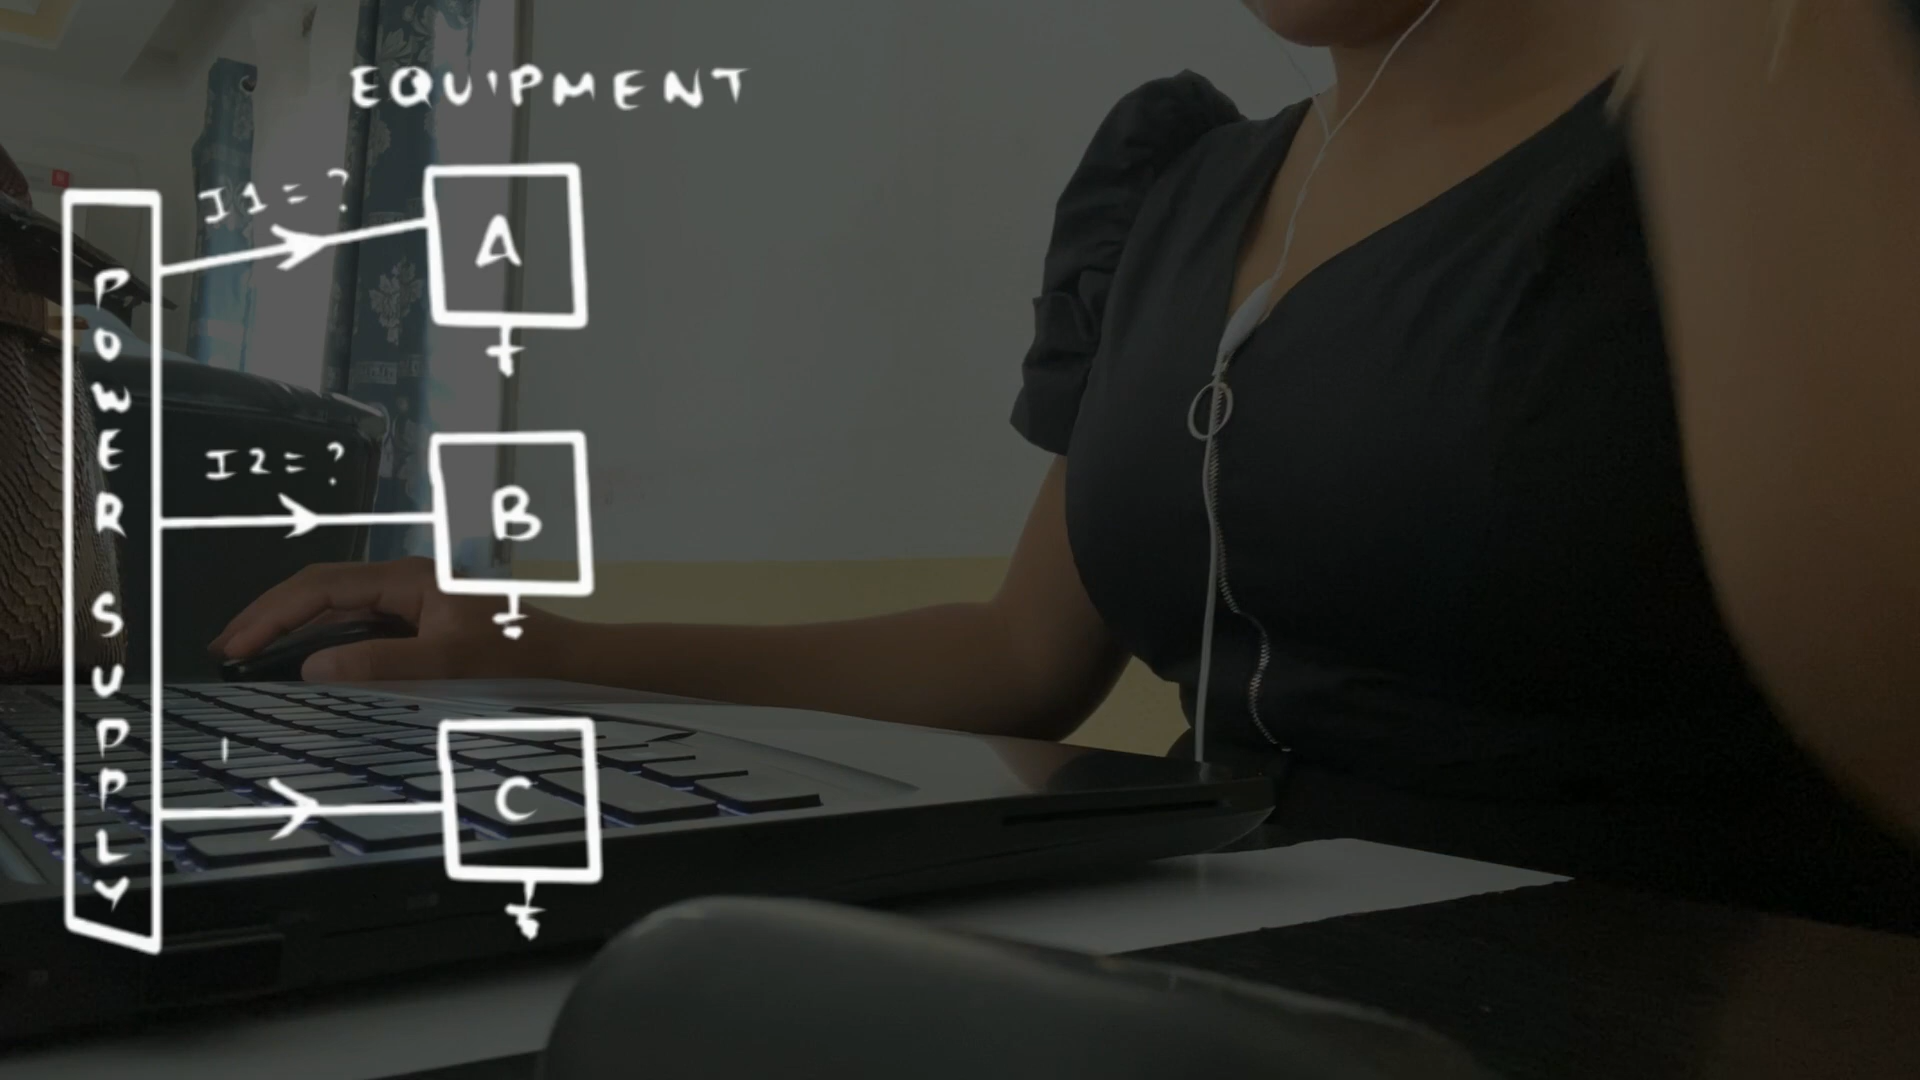 EQUIPMENT
I1 = ?
A
POWER SUPPLY
I2 = ?
B
C